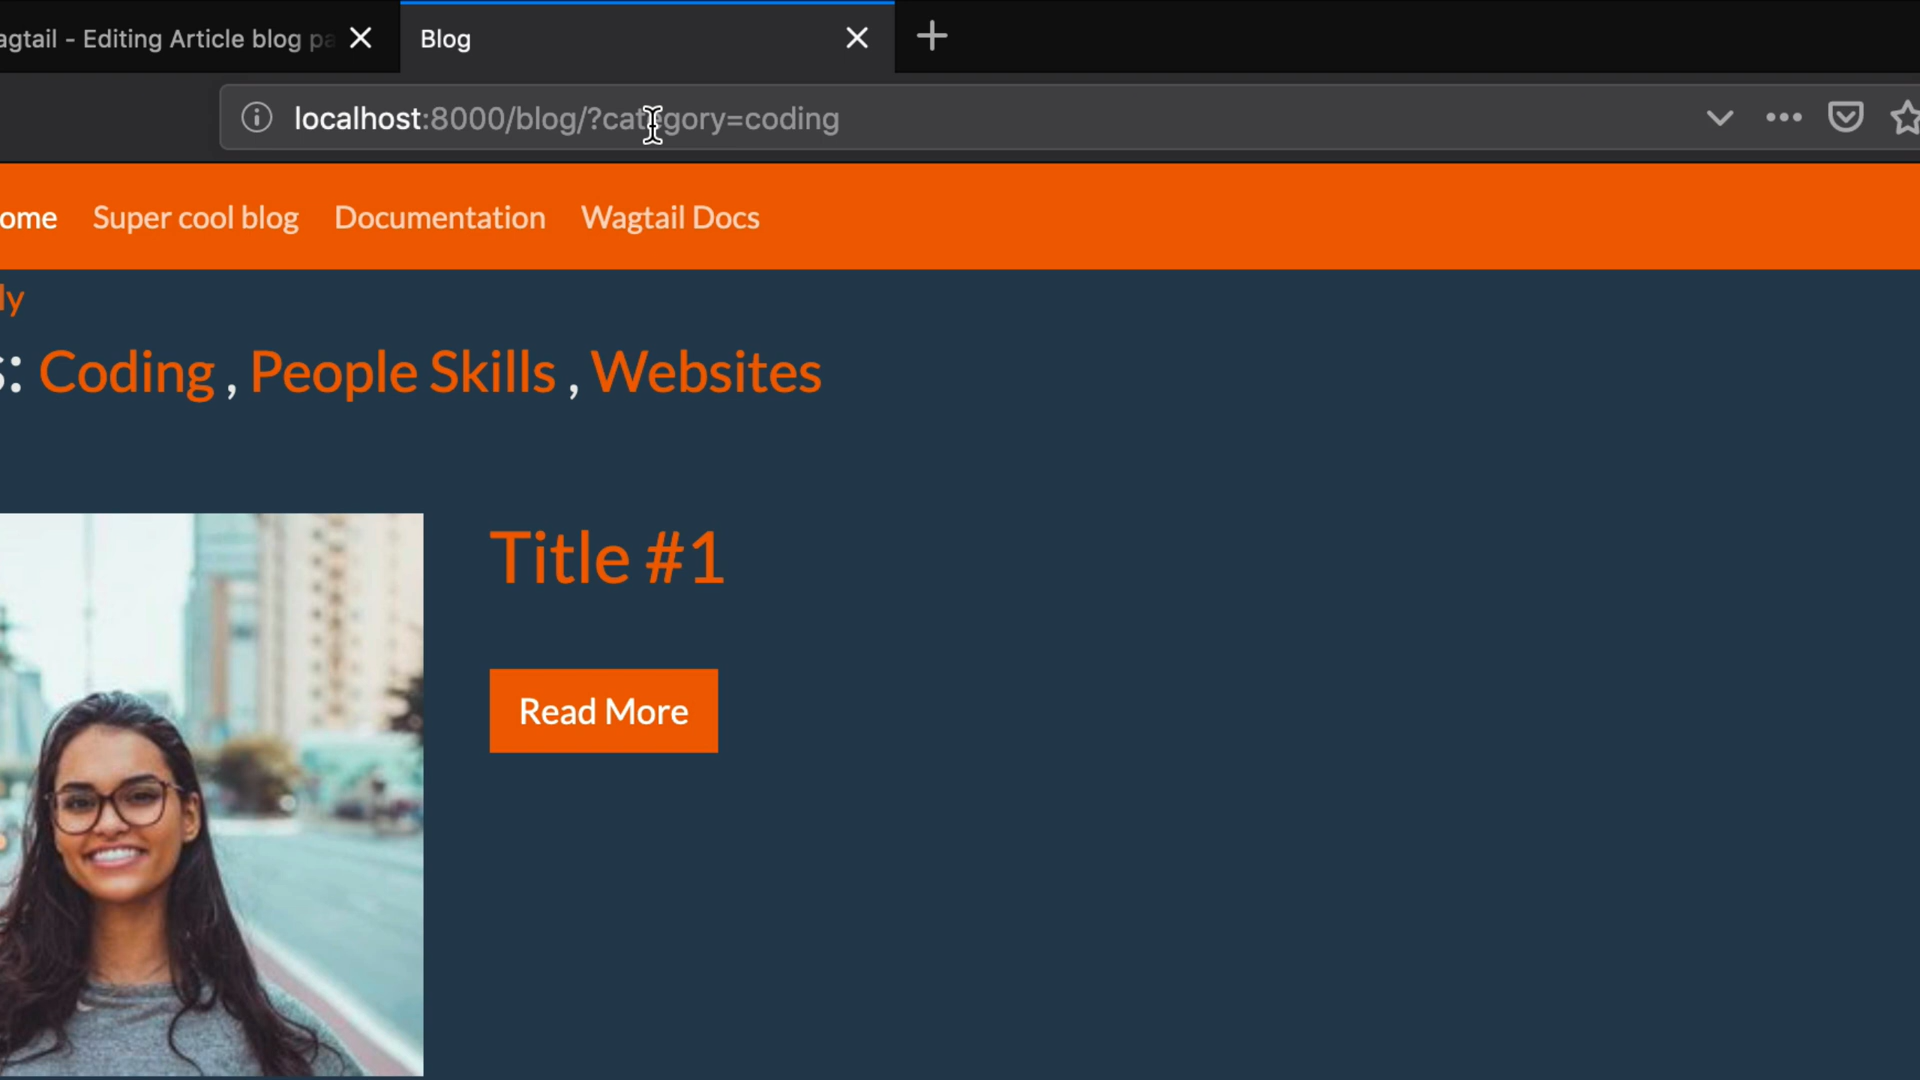 agtail - Editing Article blog pa
Blog
localhost:8000/blog/?category=coding
ome Super cool blog Documentation Wagtail Docs
ly
s: Coding , People Skills , Websites
Title #1
Read More